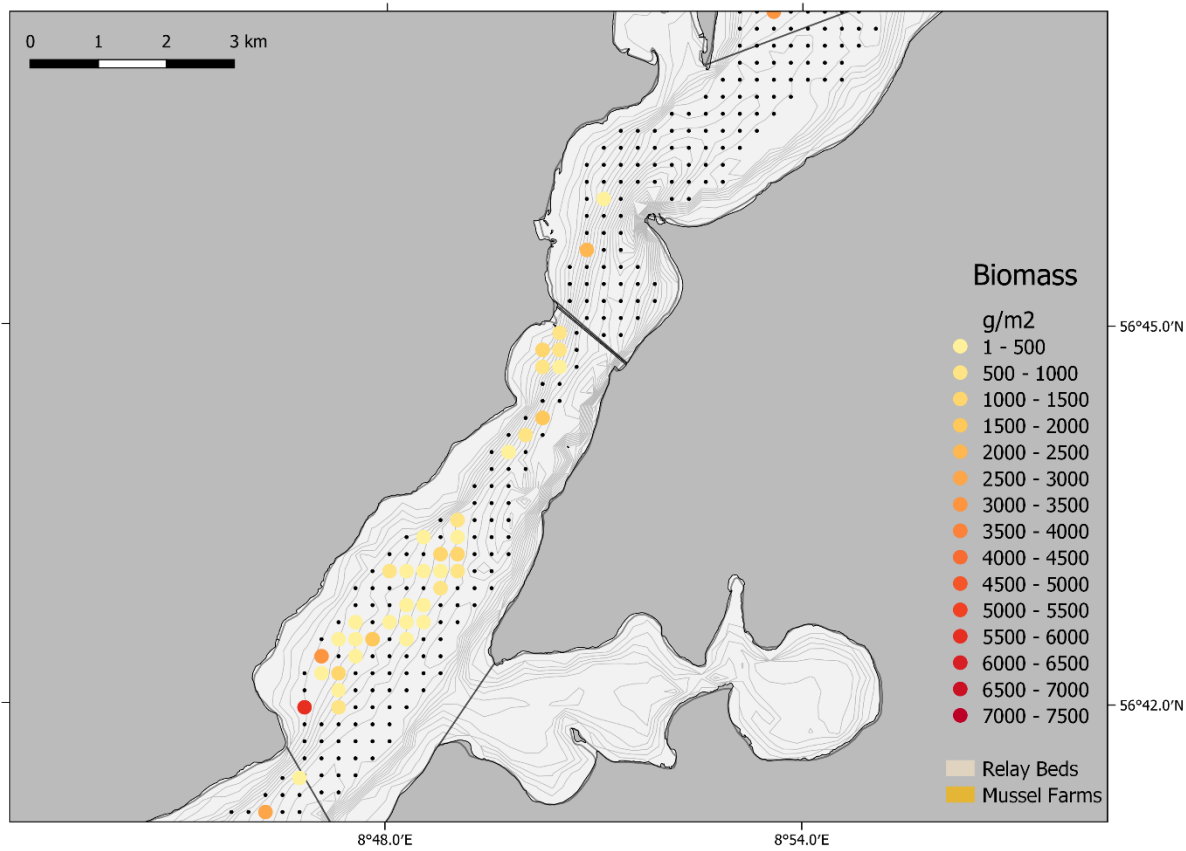 0 1 2 3 km
Biomass
g/m2
1 - 500
500 - 1000
1000 - 1500
1500 - 2000
2000 - 2500
2500 - 3000
3000 - 3500
3500 - 4000
4000 - 4500
4500 - 5000
5000 - 5500
5500 - 6000
6000 - 6500
6500 - 7000
7000 - 7500
Relay Beds
Mussel Farms
56°45.0'N
56°42.0'N
8°48.0'E 8°54.0'E